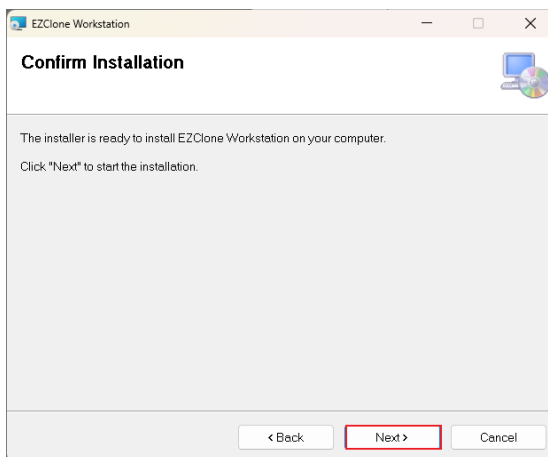 EZClone Workstation
Confirm Installation
The installer is ready to install EZClone Workstation on your computer.
Click "Next" to start the installation.
< Back
Next >
Cancel